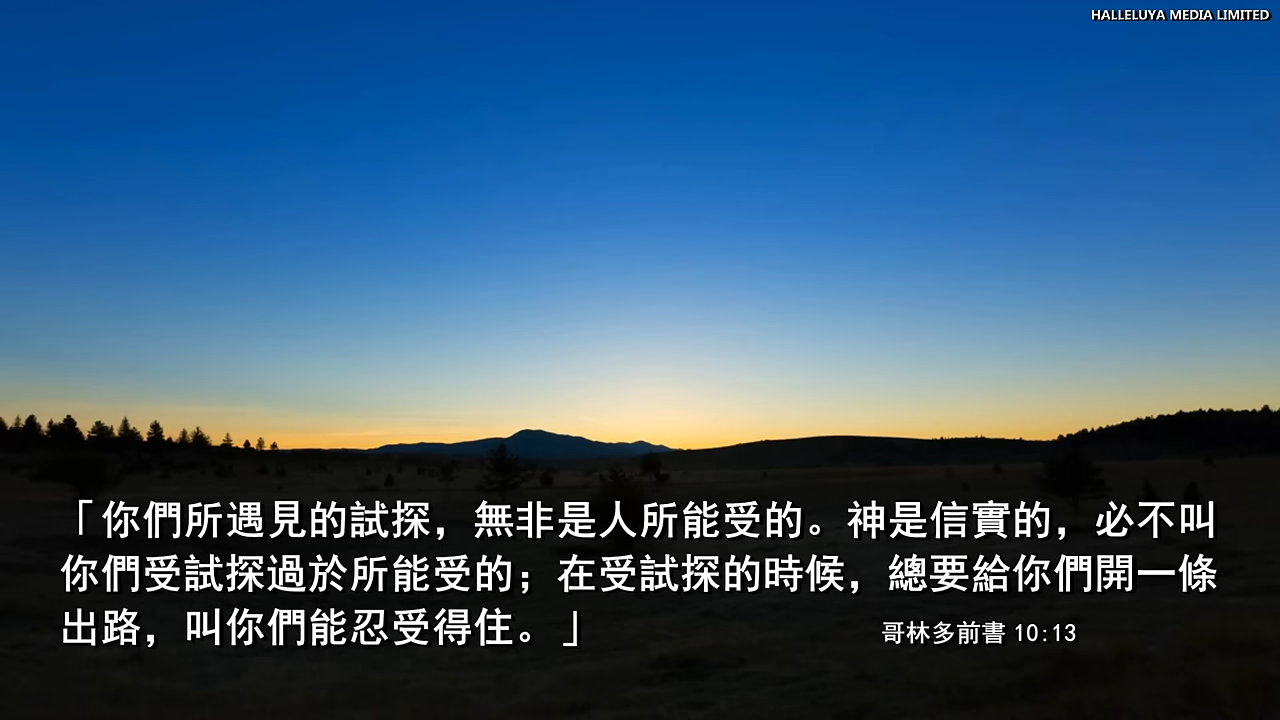 HALLELUYA MEDIA LIMITED
「你們所遇見的試探，無非是人所能受的。神是信實的，必不叫
你們受試探過於所能受的；在受試探的時候，總要給你們開一條
出路，叫你們能忍受得住。」
哥林多前書 10:13